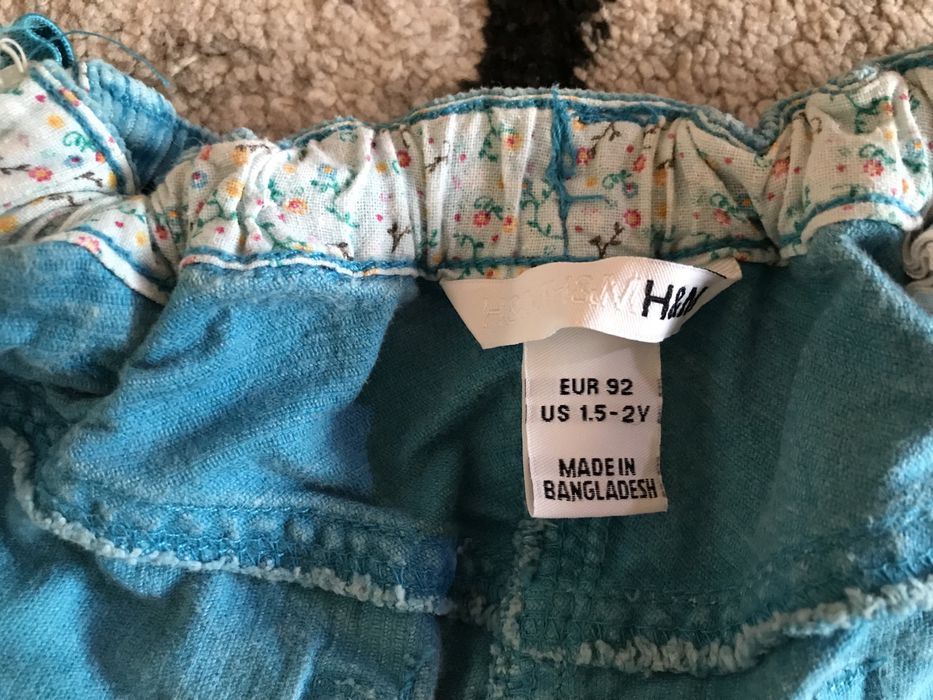 H&M
EUR 92
US 1.5-2Y
MADE IN
BANGLADESH